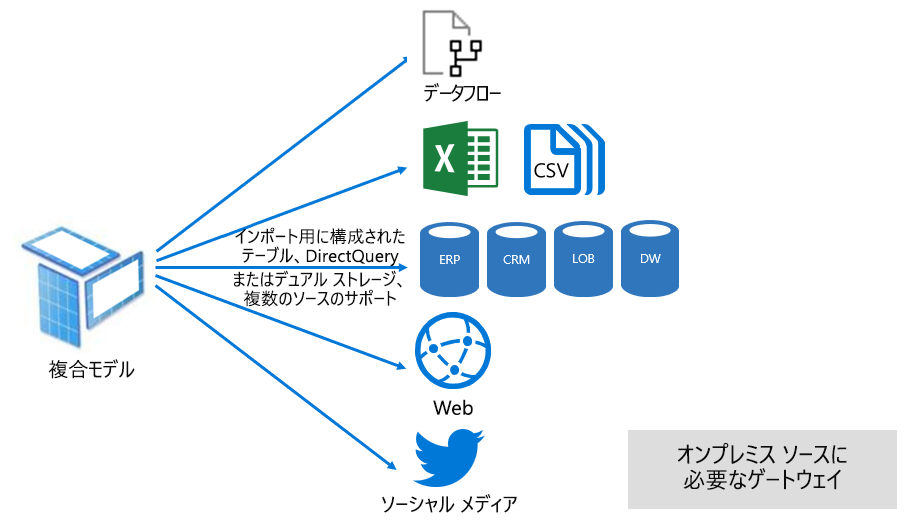 データフロー
X
CSV
インポート用に構成された
テーブル、DirectQuery
またはデュアル ストレージ、
複数のソースのサポート
ERP
CRM
LOB
DW
複合モデル
Web
ソーシャル メディア
オンプレミス ソースに
必要なゲートウェイ